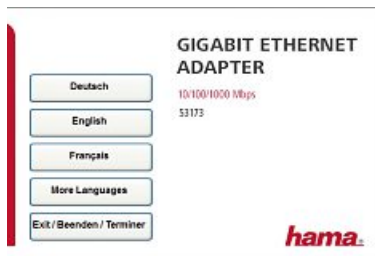 GIGABIT ETHERNET
ADAPTER
10/100/1000 Mbps
53173
Deutsch
English
Français
More Languages
Exit / Beenden / Terminer
hama.